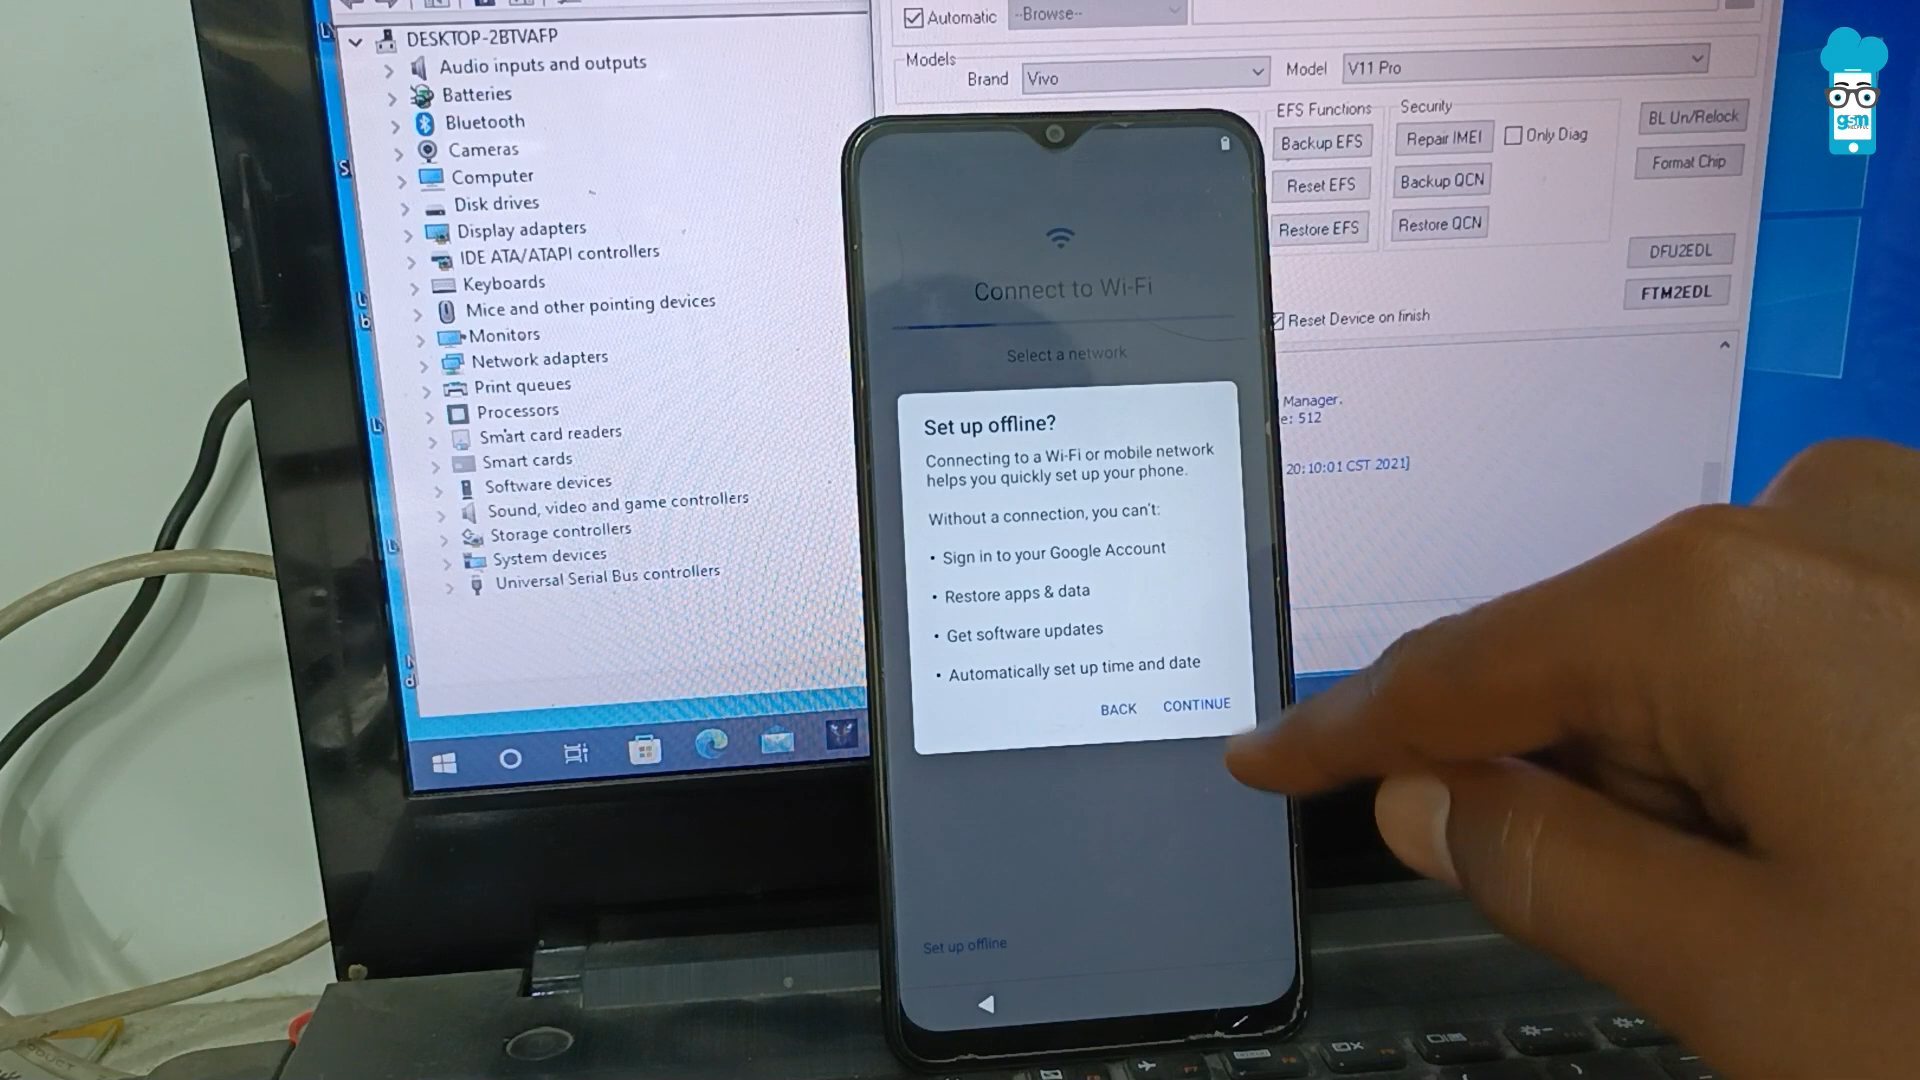 DESKTOP-2BTVAFP
Audio inputs and outputs
Batteries
Bluetooth
Cameras
Computer
Disk drives
Display adapters
IDE ATA/ATAPI controllers
Keyboards
Mice and other pointing devices
Monitors
Network adapters
Print queues
Processors
Smart card readers
Smart cards
Software devices
Sound, video and game controllers
Storage controllers
System devices
Universal Serial Bus controllers
Automatic
--Browse--
Models
Brand
Vivo
Model
V11 Pro
EFS Functions
Backup EFS
Reset EFS
Restore EFS
Security
Repair IMEI
Only Diag
Backup QCN
Restore QCN
BL Un/Relock
Format Chip
DFU2EDL
FTM2EDL
Reset Device on finish
Manager.
e: 512
20:10:01 CST 2021]
Connect to Wi-Fi
Select a network
Set up offline?
Connecting to a Wi-Fi or mobile network
helps you quickly set up your phone.
Without a connection, you can't:
• Sign in to your Google Account
• Restore apps & data
• Get software updates
• Automatically set up time and date
BACK
CONTINUE
Set up offline
gsm